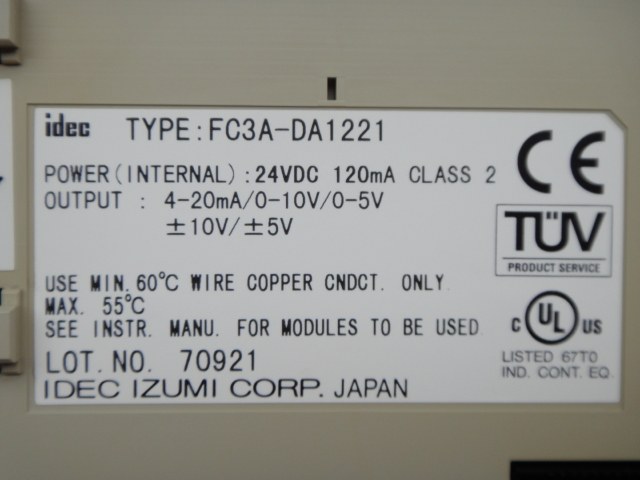 idec TYPE:FC3A-DA1221
POWER(INTERNAL):24VDC 120mA CLASS 2
OUTPUT : 4-20mA/0-10V/0-5V
±10V/±5V
CE
TÜV
PRODUCT SERVICE
USE MIN. 60℃ WIRE COPPER CNDCT. ONLY
MAX. 55℃
SEE INSTR. MANU. FOR MODULES TO BE USED
C UL US
LISTED 67T0
IND. CONT. EQ.
LOT. NO. 70921
IDEC IZUMI CORP. JAPAN